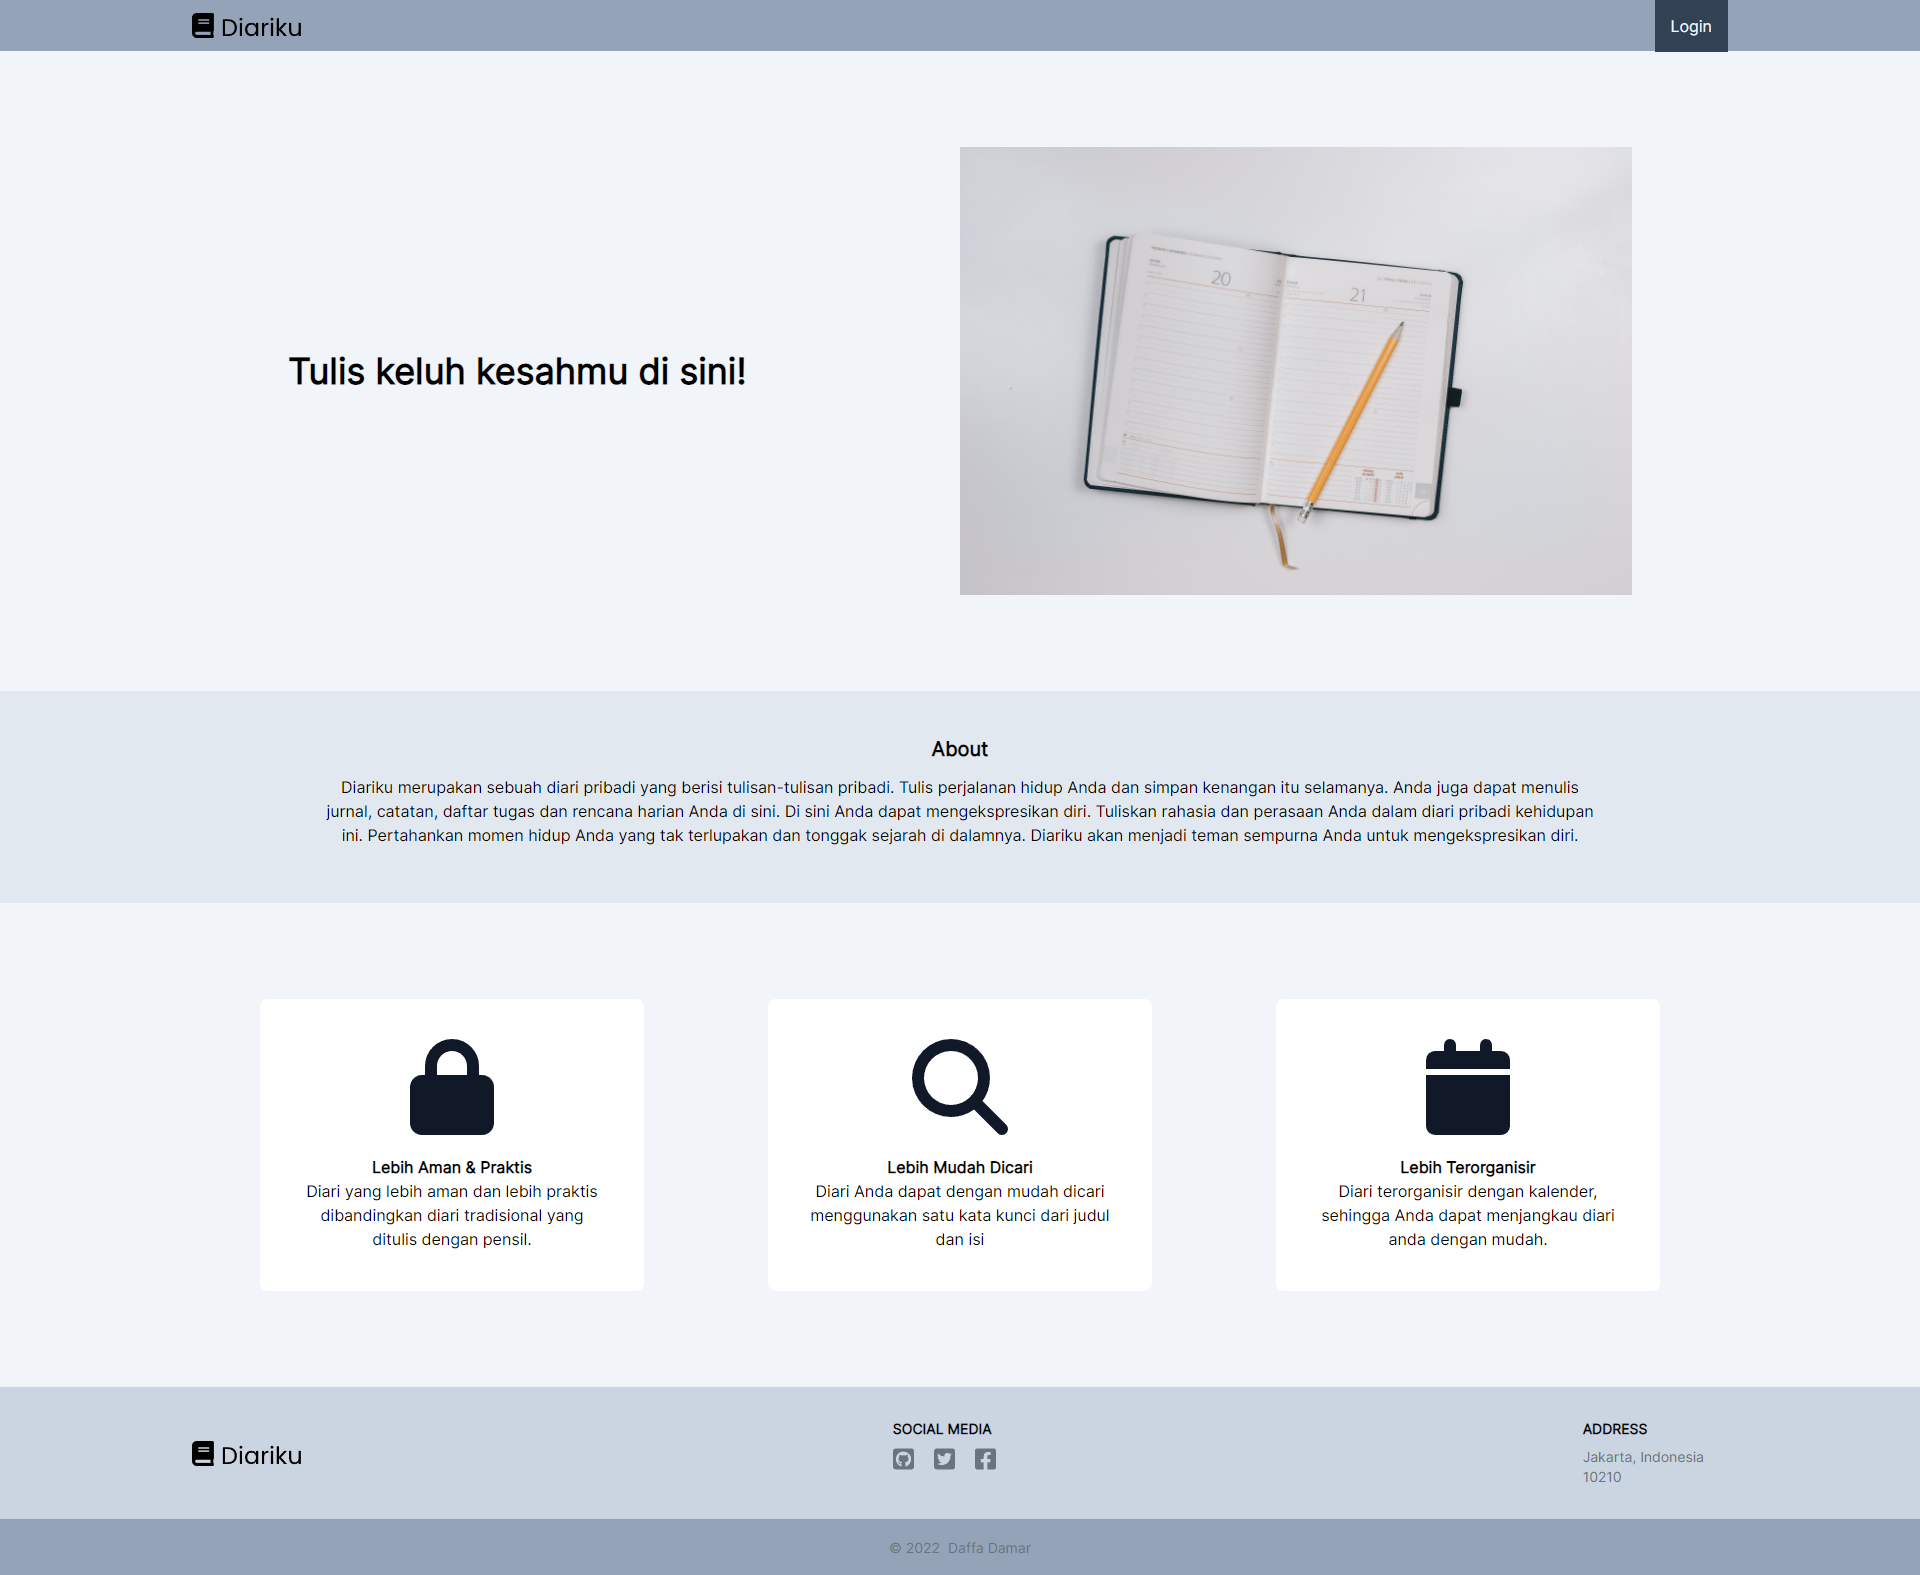 Diariku
Login
Tulis keluh kesahmu di sini!
20
21
About
Diariku merupakan sebuah diari pribadi yang berisi tulisan-tulisan pribadi. Tulis perjalanan hidup Anda dan simpan kenangan itu selamanya. Anda juga dapat menulis
jurnal, catatan, daftar tugas dan rencana harian Anda di sini. Di sini Anda dapat mengekspresikan diri. Tuliskan rahasia dan perasaan Anda dalam diari pribadi kehidupan
ini. Pertahankan momen hidup Anda yang tak terlupakan dan tonggak sejarah di dalamnya. Diariku akan menjadi teman sempurna Anda untuk mengekspresikan diri.
Lebih Aman & Praktis
Diari yang lebih aman dan lebih praktis
dibandingkan diari tradisional yang
ditulis dengan pensil.
Lebih Mudah Dicari
Diari Anda dapat dengan mudah dicari
menggunakan satu kata kunci dari judul
dan isi
Lebih Terorganisir
Diari terorganisir dengan kalender,
sehingga Anda dapat menjangkau diari
anda dengan mudah.
Diariku
SOCIAL MEDIA
ADDRESS
Jakarta, Indonesia
10210
© 2022 Daffa Damar